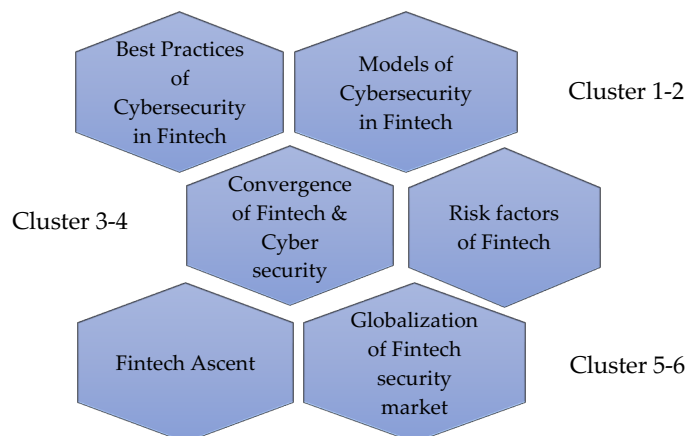 Best Practices
of
Cybersecurity
in Fintech
Models of
Cybersecurity
in Fintech
Cluster 1-2
Cluster 3-4
Convergence
of Fintech &
Cyber
security
Risk factors
of Fintech
Fintech Ascent
Globalization
of Fintech
security
market
Cluster 5-6